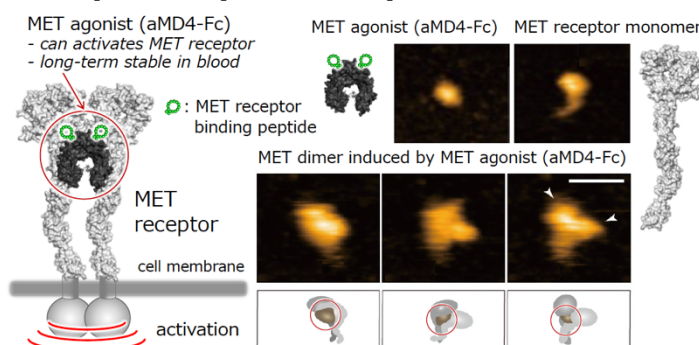 MET agonist (aMD4-Fc)
- can activates MET receptor
- long-term stable in blood
: MET receptor
binding peptide
MET
receptor
cell membrane
activation
MET agonist (aMD4-Fc)
MET receptor monomer
MET dimer induced by MET agonist (aMD4-Fc)